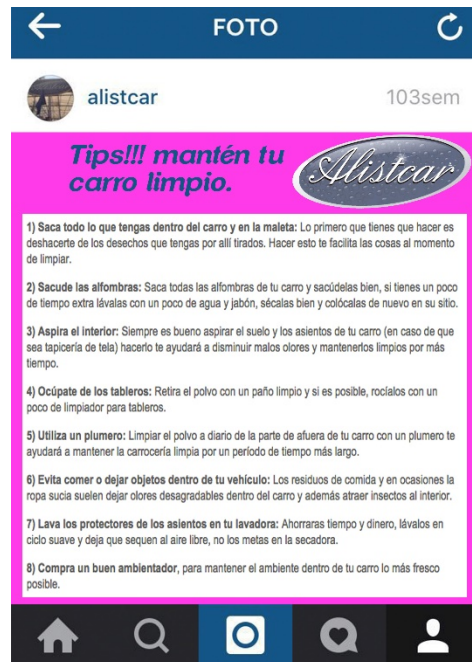 FOTO
alistcar
103sem
Tips!!! mantén tu
carro limpio.
Alistcar
1) Saca todo lo que tengas dentro del carro y en la maleta: Lo primero que tienes que hacer es
deshacerte de los desechos que tengas por allí tirados. Hacer esto te facilita las cosas al momento
de limpiar.
2) Sacude las alfombras: Saca todas las alfombras de tu carro y sacúdelas bien, si tienes un poco
de tiempo extra lávalas con un poco de agua y jabón, sécalas bien y colócalas de nuevo en su sitio.
3) Aspira el interior: Siempre es bueno aspirar el suelo y los asientos de tu carro (en caso de que
sea tapicería de tela) hacerlo te ayudará a disminuir malos olores y mantenerlos limpios por más
tiempo.
4) Ocúpate de los tableros: Retira el polvo con un paño limpio y si es posible, rocíalos con un
poco de limpiador para tableros.
5) Utiliza un plumero: Limpiar el polvo a diario de la parte de afuera de tu carro con un plumero te
ayudará a mantener la carrocería limpia por un período de tiempo más largo.
6) Evita comer o dejar objetos dentro de tu vehículo: Los residuos de comida y en ocasiones la
ropa sucia suelen dejar olores desagradables dentro del carro y además atraer insectos al interior.
7) Lava los protectores de los asientos en tu lavadora: Ahorraras tiempo y dinero, lávalos en
ciclo suave y deja que sequen al aire libre, no los metas en la secadora.
8) Compra un buen ambientador, para mantener el ambiente dentro de tu carro lo más fresco
posible.